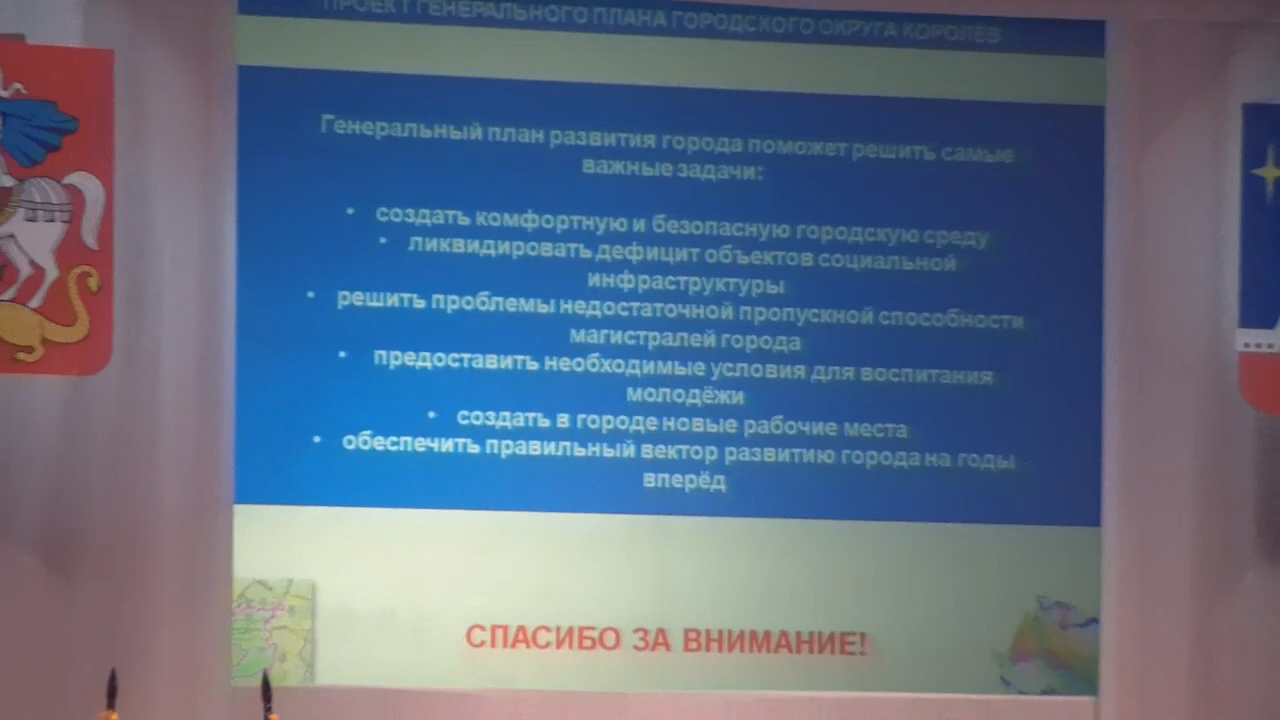 ПРОЕКТ ГЕНЕРАЛЬНОГО ПЛАНА ГОРОДСКОГО ОКРУГА КОРОЛЁВ
Генеральный план развития города поможет решить самые
важные задачи:
• создать комфортную и безопасную городскую среду
• ликвидировать дефицит объектов социальной
инфраструктуры
• решить проблемы недостаточной пропускной способности
магистралей города
• предоставить необходимые условия для воспитания
молодёжи
• создать в городе новые рабочие места
• обеспечить правильный вектор развитию города на годы
вперёд
СПАСИБО ЗА ВНИМАНИЕ!